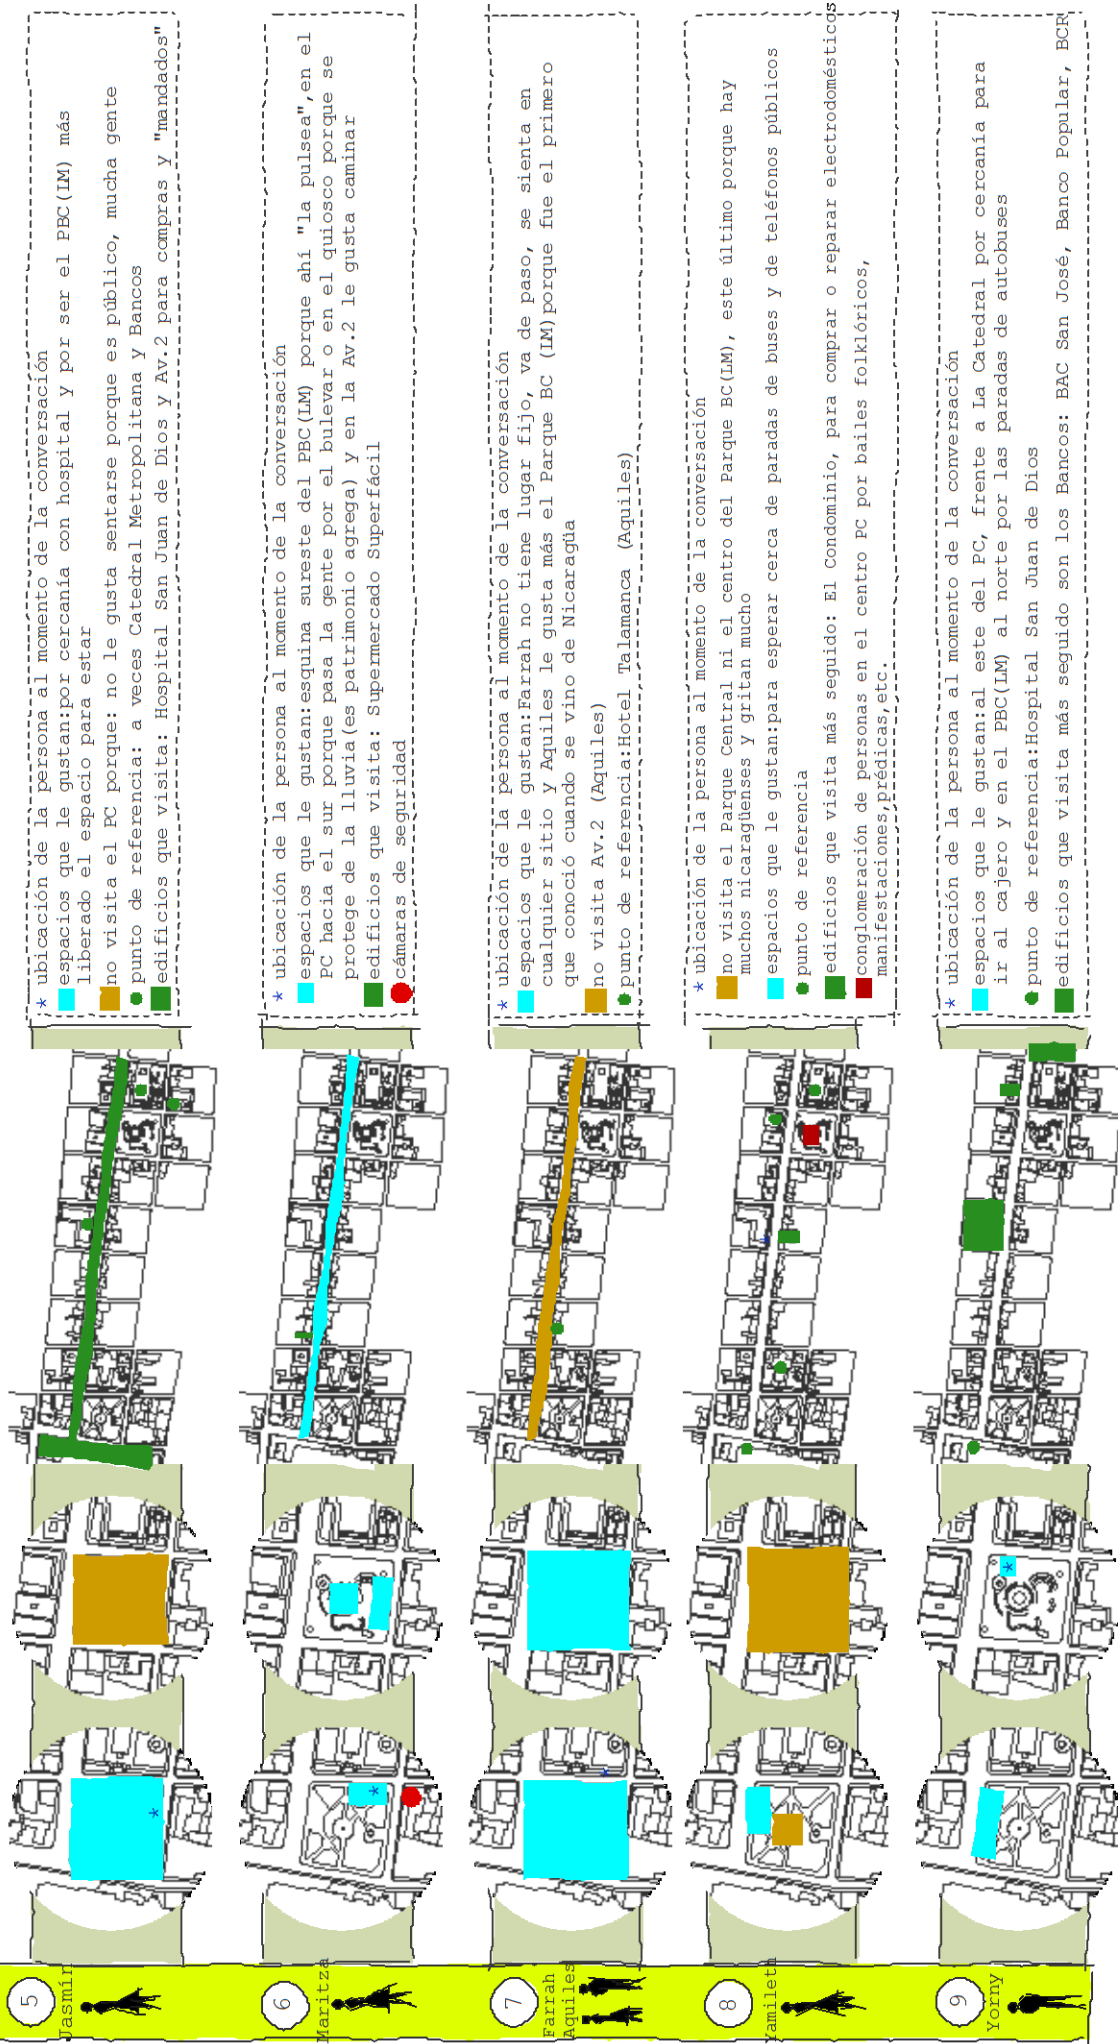 5
Jasmír
* ubicación de la persona al momento de la conversación
espacios que le gustan:por cercanía con hospital y por ser el PBC(LM) más
liberado el espacio para estar
no visita el PC porque: no le gusta sentarse porque es público, mucha gente
punto de referencia: a veces Catedral Metropolitana y Bancos
edificios que visita: Hospital San Juan de Dios y Av.2 para compras y "mandados"
6
Maritza
* ubicación de la persona al momento de la conversación
espacios que le gustan:esquina sureste del PBC(LM) porque ahí "la pulsea",en el
PC hacia el sur porque pasa la gente por el bulevar o en el quiosco porque se
protege de la lluvia(es patrimonio agrega) y en la Av.2 le gusta caminar
edificios que visita: Supermercado Superfácil
cámaras de seguridad
7
Farrah
Aquiles
* ubicación de la persona al momento de la conversación
espacios que le gustan:Farrah no tiene lugar fijo, va de paso, se sienta en
cualquier sitio y Aquiles le gusta más el Parque BC (LM)porque fue el primero
que conoció cuando se vino de Nicaragüa
no visita Av.2 (Aquiles)
punto de referencia:Hotel Talamanca (Aquiles)
8
Yamileth
* ubicación de la persona al momento de la conversación
no visita el Parque Central ni el centro del Parque BC(LM), este último porque hay
muchos nicaragüenses y gritan mucho
espacios que le gustan:para esperar cerca de paradas de buses y de teléfonos públicos
punto de referencia
edificios que visita más seguido: El Condominio, para comprar o reparar electrodomésticos
conglomeración de personas en el centro PC por bailes folklóricos,
manifestaciones,prédicas,etc.
9
Yorny
* ubicación de la persona al momento de la conversación
espacios que le gustan:al este del PC, frente a La Catedral por cercanía para
ir al cajero y en el PBC(LM) al norte por las paradas de autobuses
punto de referencia:Hospital San Juan de Dios
edificios que visita más seguido son los Bancos: BAC San José, Banco Popular, BCR